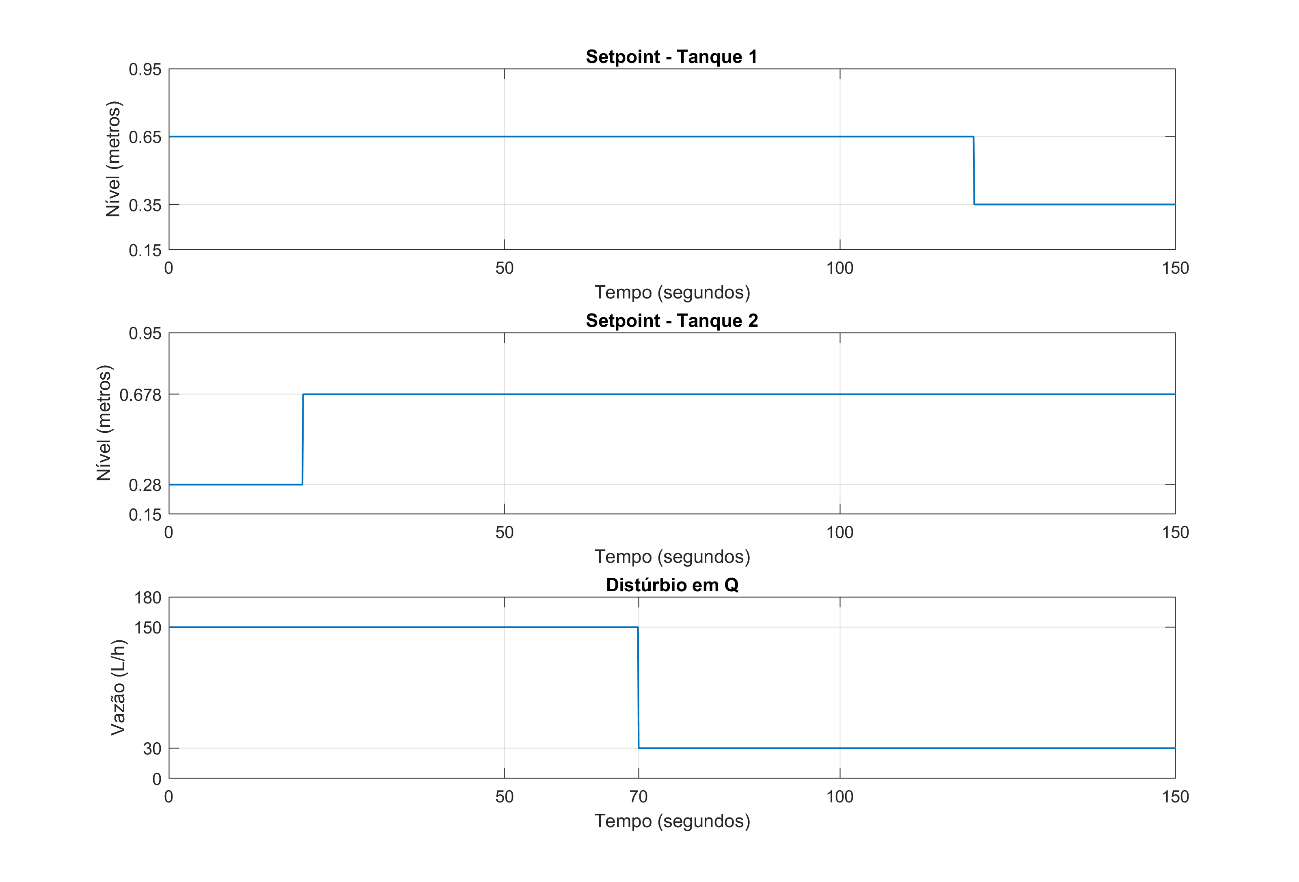 Setpoint - Tanque 1
Nível (metros)
0.95
0.65
0.35
0.15
0 50 100 150
Tempo (segundos)
Setpoint - Tanque 2
Nível (metros)
0.95
0.678
0.28
0.15
0 50 100 150
Tempo (segundos)
Distúrbio em Q
Vazão (L/h)
180
150
30
0
0 50 70 100 150
Tempo (segundos)